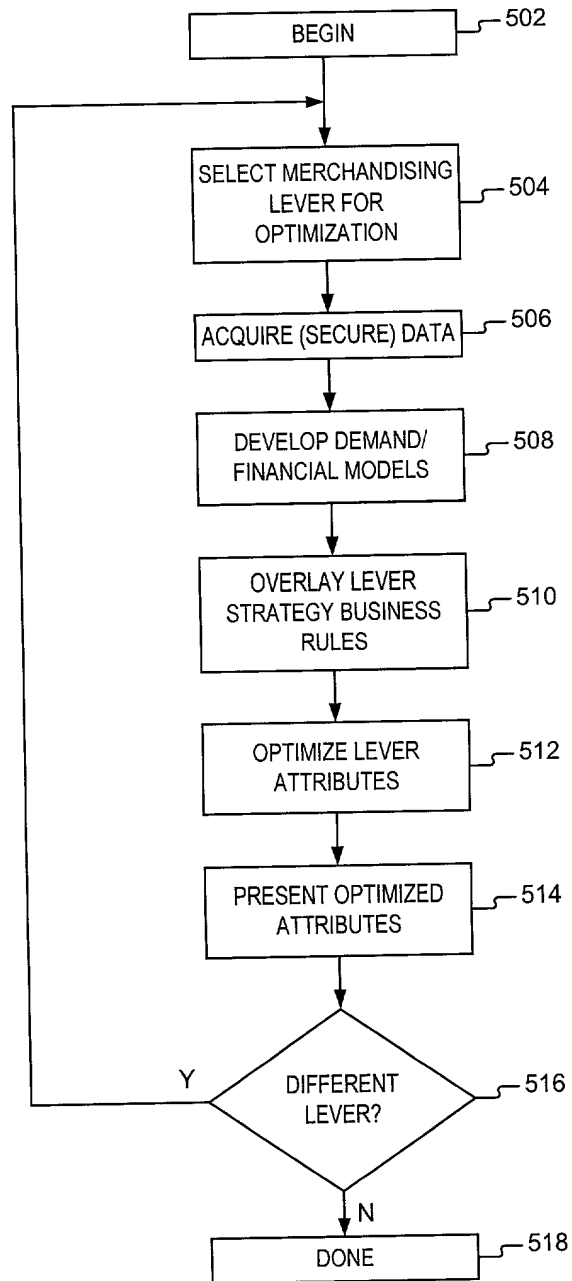 BEGIN
502
SELECT MERCHANDISING
LEVER FOR
OPTIMIZATION
504
ACQUIRE (SECURE) DATA
506
DEVELOP DEMAND/
FINANCIAL MODELS
508
OVERLAY LEVER
STRATEGY BUSINESS
RULES
510
OPTIMIZE LEVER
ATTRIBUTES
512
PRESENT OPTIMIZED
ATTRIBUTES
514
Y
DIFFERENT
LEVER?
516
N
DONE
518